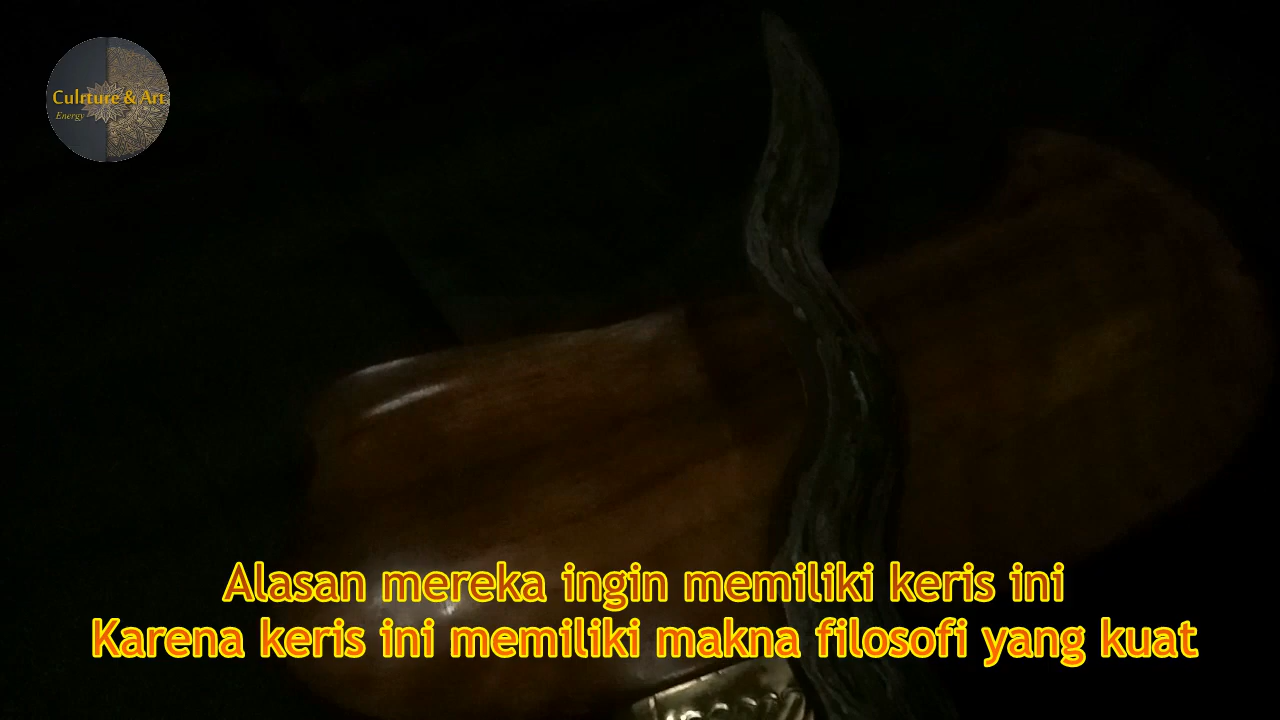 Culrture & Art
Energy
Alasan mereka ingin memiliki keris ini
Karena keris ini memiliki makna filosofi yang kuat